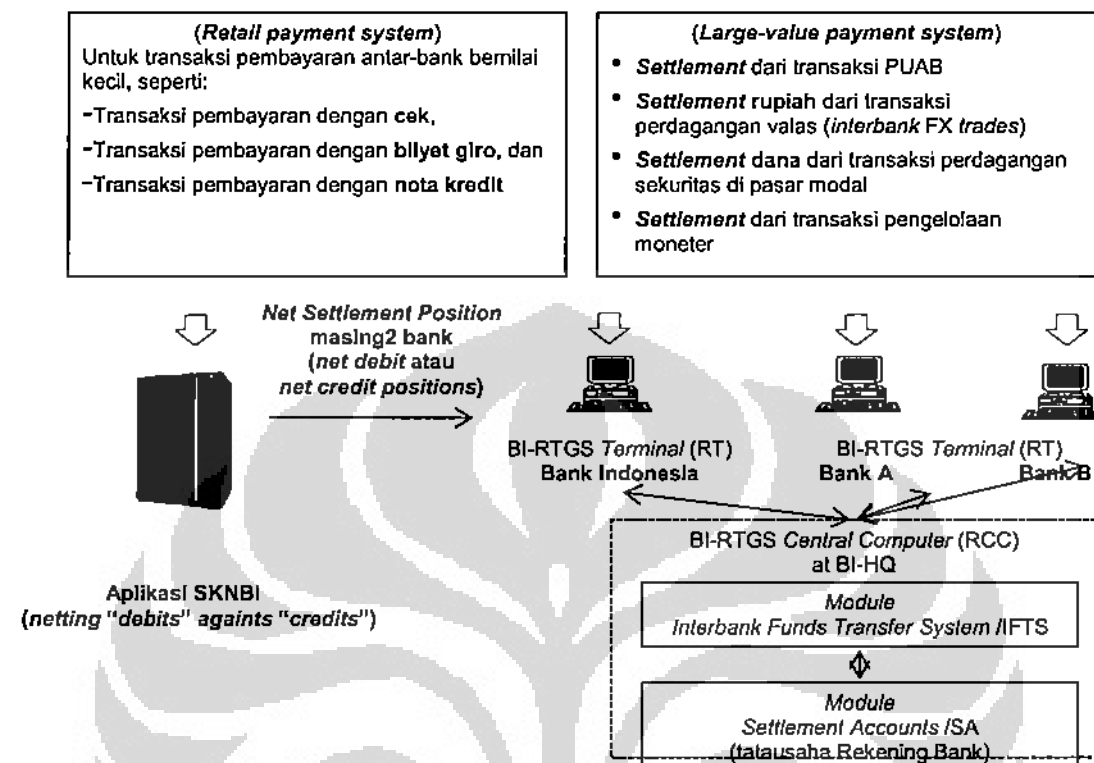 (Retail payment system)
Untuk transaksi pembayaran antar-bank bernilai
kecil, seperti:
-Transaksi pembayaran dengan cek,
-Transaksi pembayaran dengan bilyet giro, dan
-Transaksi pembayaran dengan nota kredit
(Large-value payment system)
• Settlement dari transaksi PUAB
• Settlement rupiah dari transaksi
perdagangan valas (interbank FX trades)
• Settlement dana dari transaksi perdagangan
sekuritas di pasar modal
• Settlement dari transaksi pengelolaan
moneter
Net Settlement Position
masing2 bank
(net debit atau
net credit positions)
BI-RTGS Terminal (RT)
Bank Indonesia
BI-RTGS Terminal (RT)
Bank A Bank B
BI-RTGS Central Computer (RCC)
at BI-HQ
Aplikasi SKNBI
(netting "debits" againts "credits")
Module
Interbank Funds Transfer System /IFTS
Module
Settlement Accounts /SA
(tatausaha Rekening Bank)